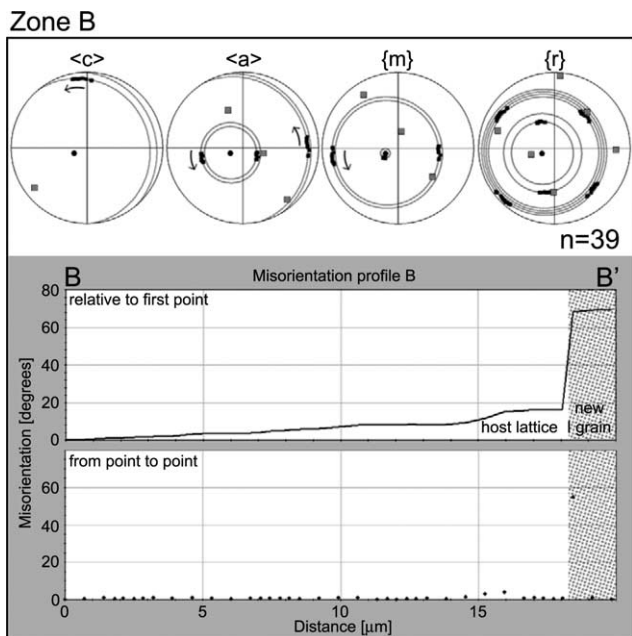 Zone B
<c> <a> {m} {r}
n=39
B Misorientation profile B B'
80
relative to first point
60
40
20
host lattice new grain
0
Misorientation [degrees]
from point to point
80
60
40
20
0
0 5 10 15
Distance [μm]